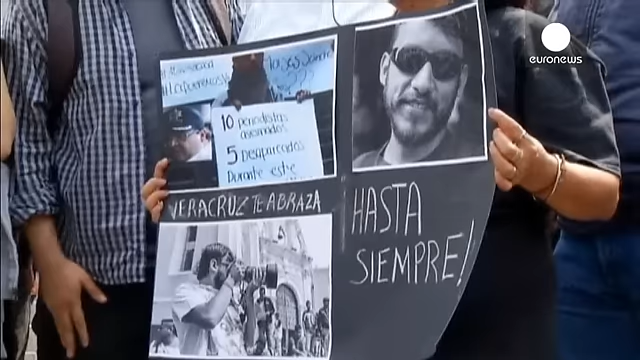 euronews
10 periodistas
asesinados
5 Desaparecidos
Durante este
VERACRUZ TE ABRAZA
HASTA
SIEMPRE!